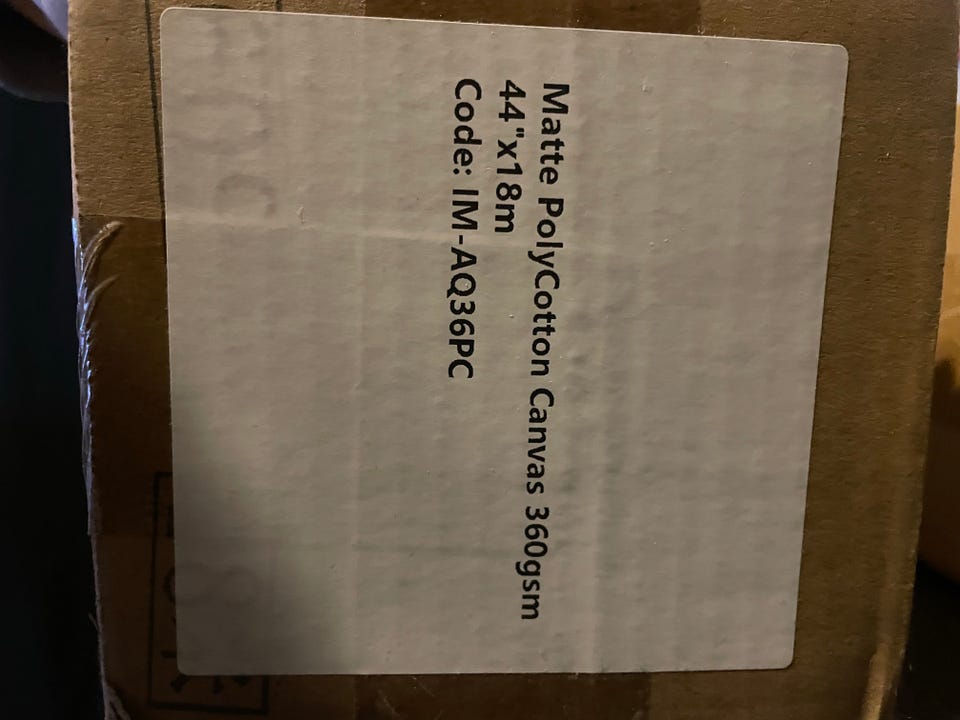 Matte PolyCotton Canvas 360gsm
44"x18m
Code: IM-AQ36PC